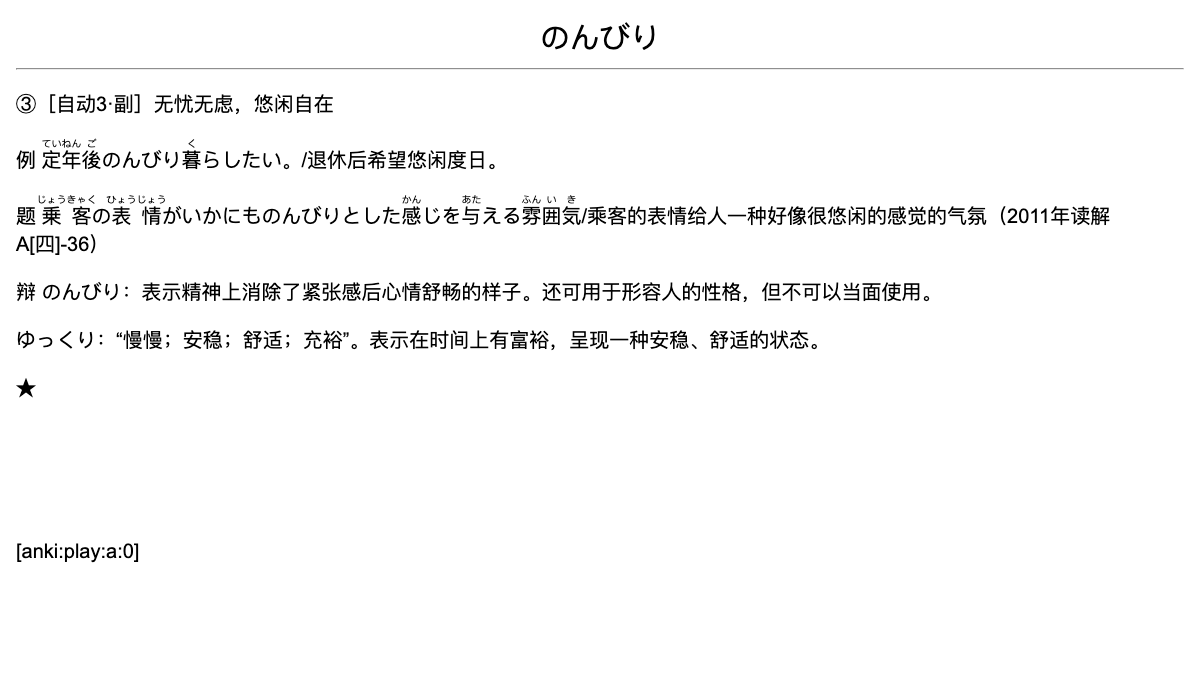 のんびり
③［自动3·副］无忧无虑，悠闲自在
ていねん ご く
例 定年後のんびり暮らしたい。/退休后希望悠闲度日。
じょうきゃく ひょうじょう かん あた ふん い き
题 乗客の表情がいかにものんびりとした感じを与える雰囲気/乘客的表情给人一种好像很悠闲的感觉的气氛（2011年读解
A[四]-36）
辩 のんびり：表示精神上消除了紧张感后心情舒畅的样子。还可用于形容人的性格，但不可以当面使用。
ゆっくり：“慢慢；安稳；舒适；充裕”。表示在时间上有富裕，呈现一种安稳、舒适的状态。
★
[anki:play:a:0]